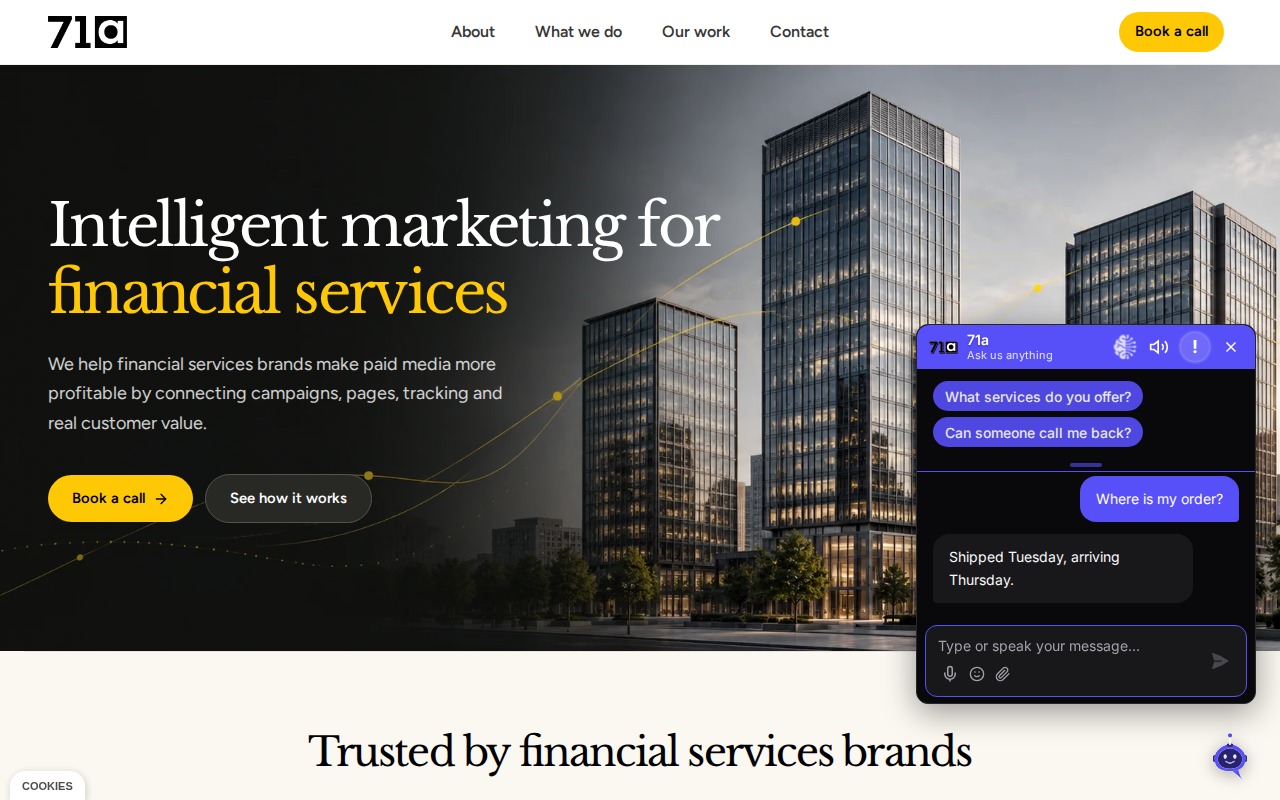 71a
About
What we do
Our work
Contact
Book a call
Intelligent marketing for
financial services
We help financial services brands make paid media more
profitable by connecting campaigns, pages, tracking and
real customer value.
Book a call
See how it works
71a
71a
Ask us anything
!
What services do you offer?
Can someone call me back?
Where is my order?
Shipped Tuesday, arriving
Thursday.
Type or speak your message...
Trusted by financial services brands
COOKIES